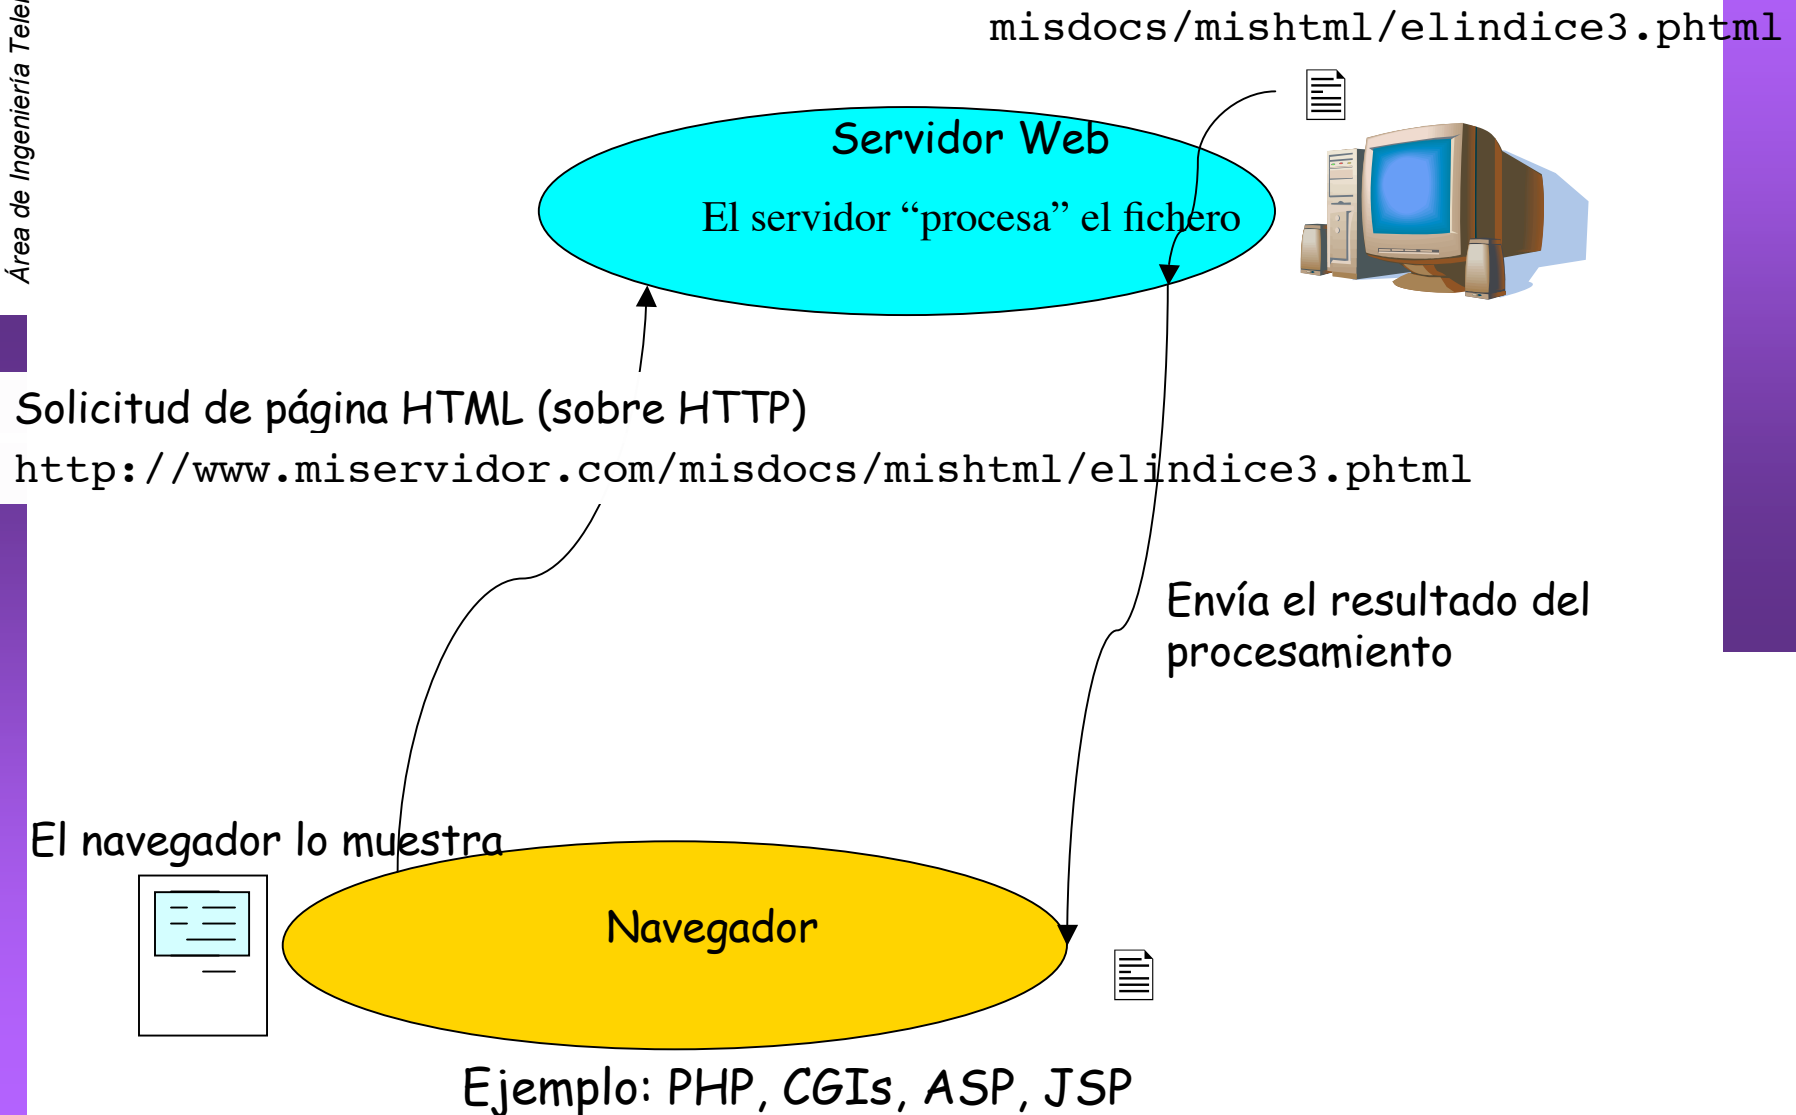 misdocs/mishtml/elindice3.phtml
Área de Ingeniería
Servidor Web
El servidor “procesa” el fichero
Solicitud de página HTML (sobre HTTP)
http://www.miservidor.com/misdocs/mishtml/elindice3.phtml
Envía el resultado del
procesamiento
El navegador lo muestra
Navegador
Ejemplo: PHP, CGIs, ASP, JSP